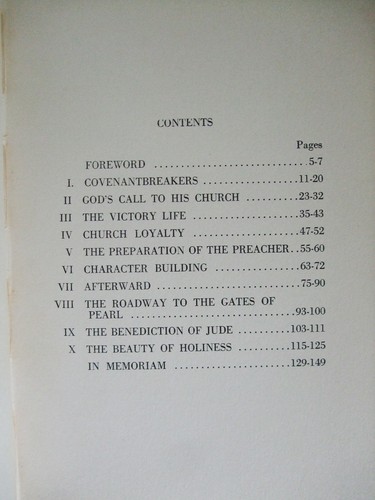 CONTENTS
Pages
FOREWORD ..............................5-7
I. COVENANTBREAKERS .................11-20
II GOD'S CALL TO HIS CHURCH .........23-32
III THE VICTORY LIFE ..................35-43
IV CHURCH LOYALTY ...................47-52
V THE PREPARATION OF THE PREACHER..55-60
VI CHARACTER BUILDING ..............63-72
VII AFTERWARD ........................75-90
VIII THE ROADWAY TO THE GATES OF
PEARL ...........................93-100
IX THE BENEDICTION OF JUDE .........103-111
X THE BEAUTY OF HOLINESS ..........115-125
IN MEMORIAM ....................129-149